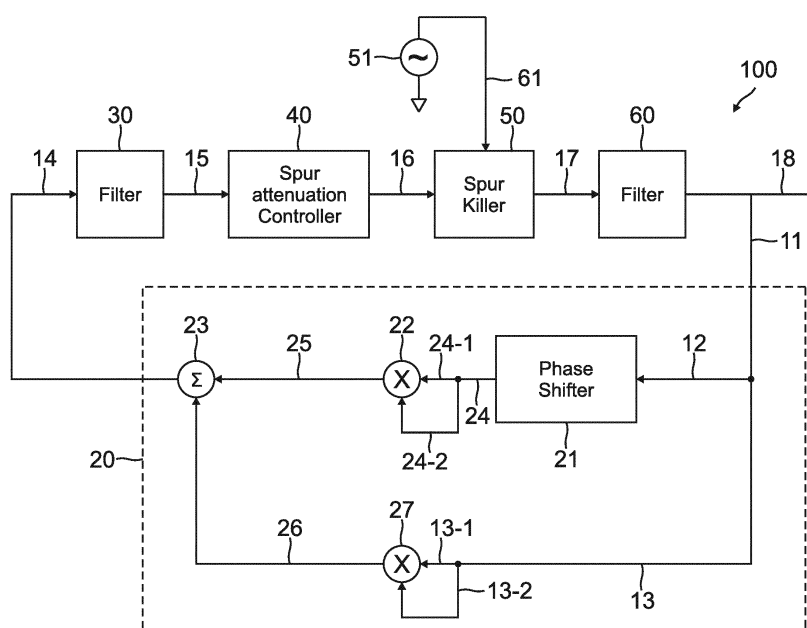 51
61
100
30
40
50
60
14
15
16
17
18
Filter
Spur
attenuation
Controller
Spur
Killer
Filter
11
23
25
22
24-1
12
Σ
X
24
Phase
Shifter
24-2
21
20
26
27
13-1
X
13-2
13